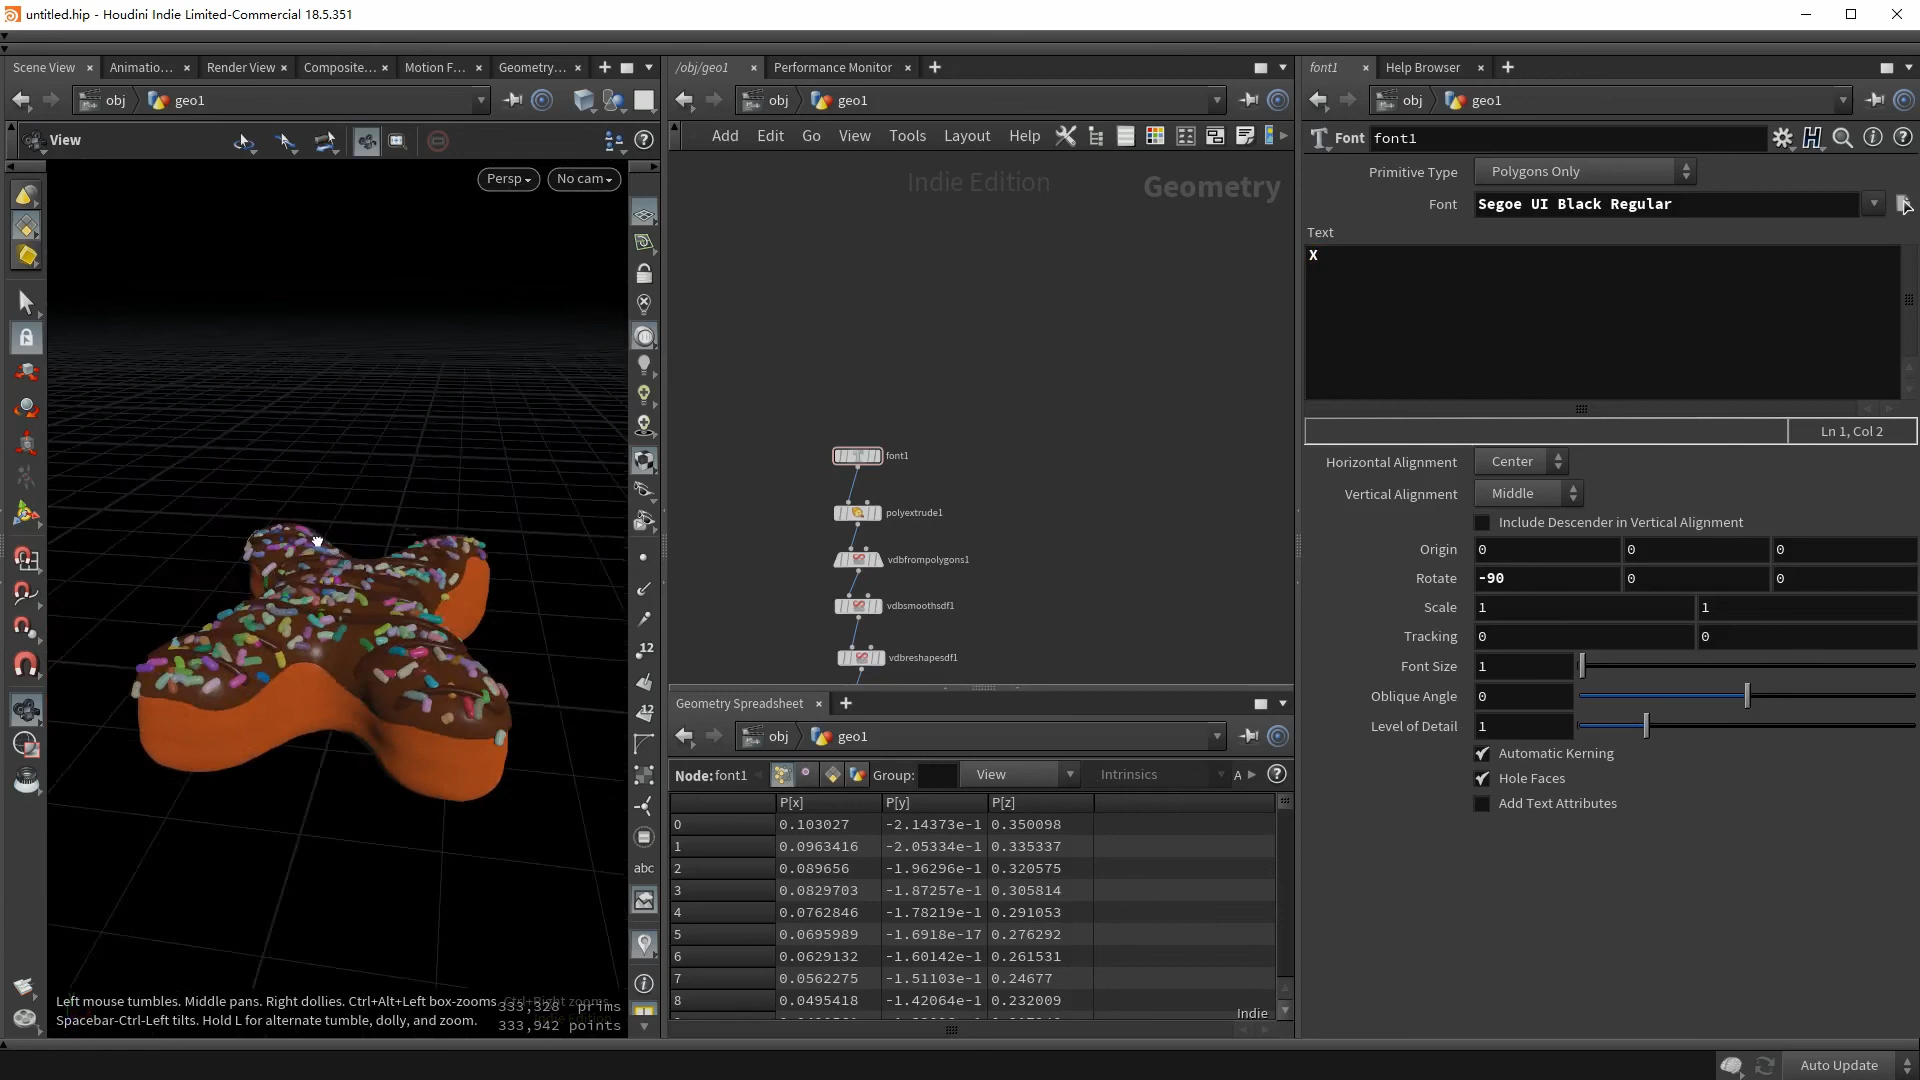 untitled.hip - Houdini Indie Limited-Commercial 18.5.351
Scene View
Animatio...
Render View
Composite...
Motion F...
Geometry...
/obj/geo1
Performance Monitor
font1
Help Browser
obj
geo1
obj
geo1
obj
geo1
View
Add
Edit
Go
View
Tools
Layout
Help
Font
font1
Persp
No cam
Indie Edition
Geometry
Primitive Type
Polygons Only
Font
Segoe UI Black Regular
Text
X
Ln 1, Col 2
font1
polyextrude1
vdbfrompolygons1
vdbsmoothsdf1
vdbreshapesdf1
Horizontal Alignment
Center
Vertical Alignment
Middle
Include Descender in Vertical Alignment
Origin
0
0
0
Rotate
-90
0
0
Scale
1
1
Tracking
0
0
Font Size
1
Oblique Angle
0
Level of Detail
1
Automatic Kerning
Hole Faces
Add Text Attributes
12
12
abc
Geometry Spreadsheet
obj
geo1
Node: font1
Group:
View
Intrinsics
A
P[x] P[y] P[z]
0 0.103027 -2.14373e-1 0.350098
1 0.0963416 -2.05334e-1 0.335337
2 0.089656 -1.96296e-1 0.320575
3 0.0829703 -1.87257e-1 0.305814
4 0.0762846 -1.78219e-1 0.291053
5 0.0695989 -1.6918e-17 0.276292
6 0.0629132 -1.60142e-1 0.261531
7 0.0562275 -1.51103e-1 0.24677
8 0.0495418 -1.42064e-1 0.232009
Indie
Left mouse tumbles. Middle pans. Right dollies. Ctrl+Alt+Left box-zooms. Ctrl+Right zooms.
Spacebar-Ctrl-Left tilts. Hold L for alternate tumble, dolly, and zoom.
333,328 prims
333,942 points
Auto Update